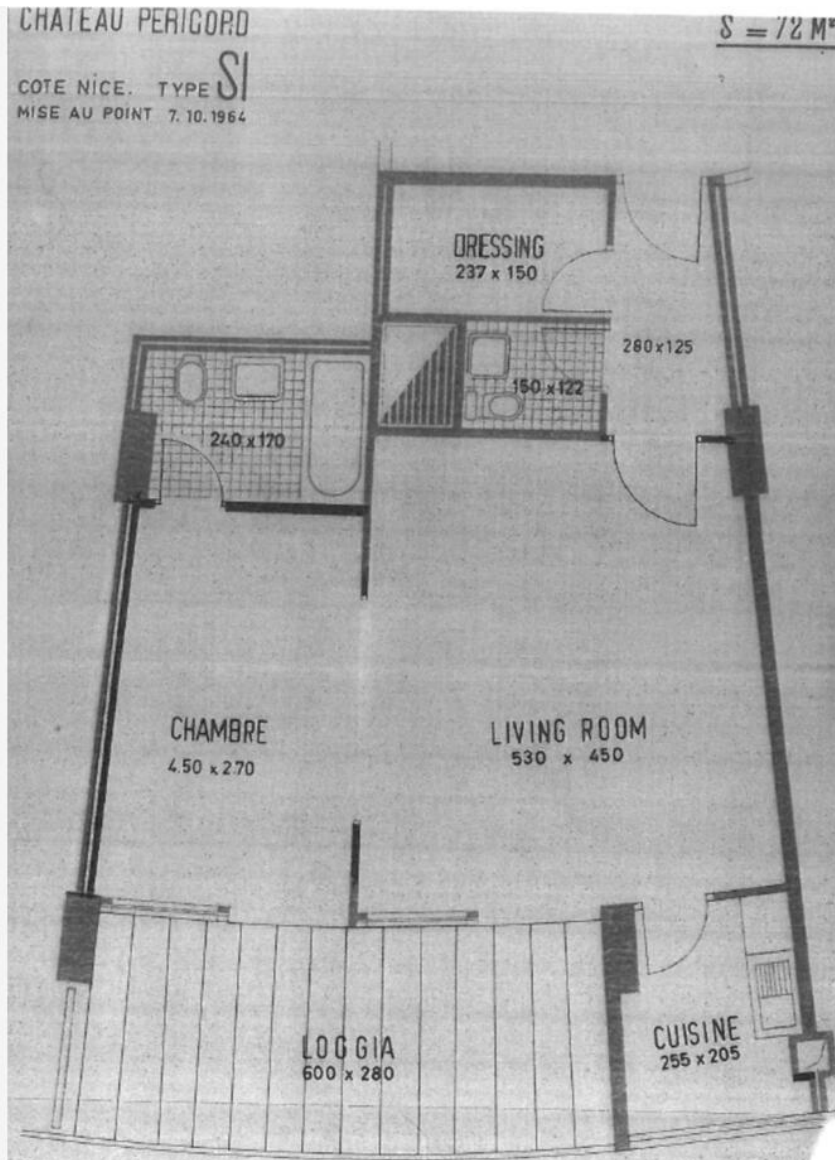 CHATEAU PERIGORD
S = 72 M²
COTE NICE. TYPE SI
MISE AU POINT 7.10.1964
DRESSING
237 x 150
280x125
150 x 122
240 x 170
CHAMBRE
4.50 x 2.70
LIVING ROOM
530 x 450
LOGGIA
600 x 280
CUISINE
255 x 205